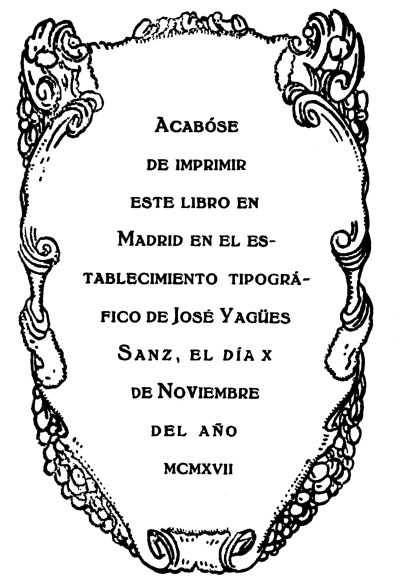 Acabóse
de imprimir
este libro en
Madrid en el es-
tablecimiento tipográ-
fico de José Yagües
Sanz, el día x
de Noviembre
del año
mcmxvii